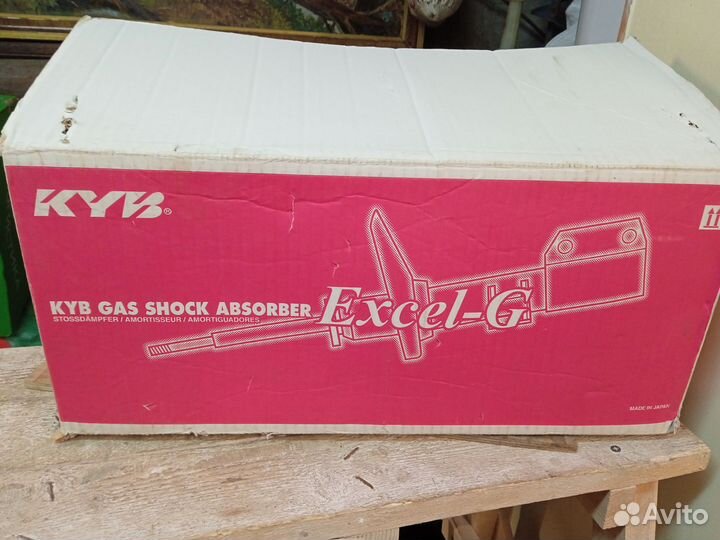 KYB®
KYB GAS SHOCK ABSORBER Excel-G
STOSSDÄMPFER / AMORTISSEUR / AMORTIGUADORES
MADE IN JAPAN
Avito